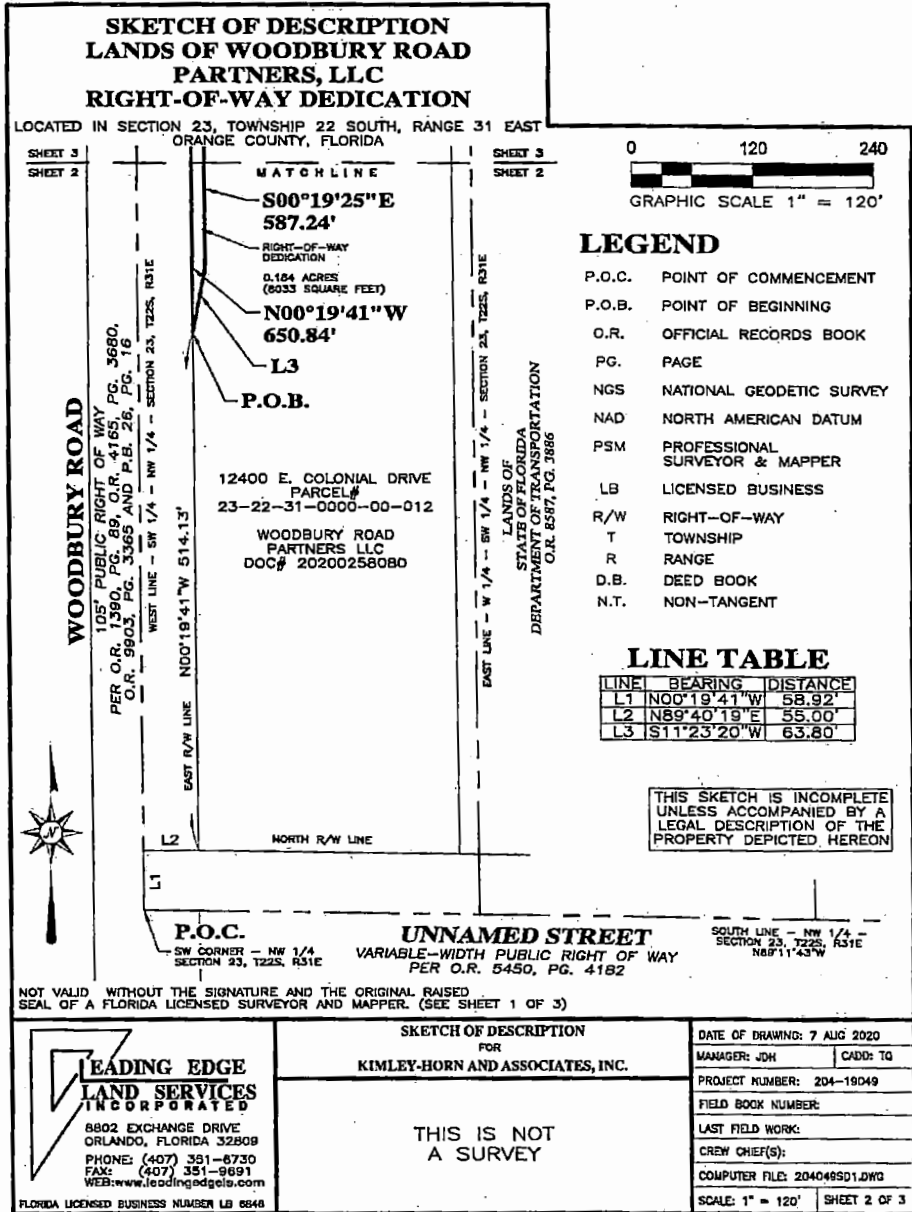 SKETCH OF DESCRIPTION
LANDS OF WOODBURY ROAD
PARTNERS, LLC
RIGHT-OF-WAY DEDICATION
LOCATED IN SECTION 23, TOWNSHIP 22 SOUTH, RANGE 31 EAST
ORANGE COUNTY, FLORIDA
SHEET 3
SHEET 2
MATCHLINE
SHEET 3
SHEET 2
0 120 240
GRAPHIC SCALE 1" = 120'
S00°19'25"E
587.24'
RIGHT-OF-WAY
DEDICATION
0.184 ACRES
(8033 SQUARE FEET)
N00°19'41"W
650.84'
L3
P.O.B.
WOODBURY ROAD
105' PUBLIC RIGHT OF WAY
PER O.R. 1390, PG. 89, O.R. 4165, PG. 3680,
O.R. 9903, PG. 3365 AND P.B. 26, PG. 16
WEST LINE - SW 1/4 - NW 1/4 - SECTION 23, T22S, R31E
EAST R/W LINE N00°19'41"W 514.13'
12400 E. COLONIAL DRIVE
PARCEL#
23-22-31-0000-00-012
WOODBURY ROAD
PARTNERS LLC
DOC# 20200258080
EAST LINE - W 1/4 - SW 1/4 - NW 1/4 - SECTION 23, T22S, R31E
LANDS OF
STATE OF FLORIDA
DEPARTMENT OF TRANSPORTATION
O.R. 8587, PG. 3886
LEGEND
P.O.C. POINT OF COMMENCEMENT
P.O.B. POINT OF BEGINNING
O.R. OFFICIAL RECORDS BOOK
PG. PAGE
NGS NATIONAL GEODETIC SURVEY
NAD NORTH AMERICAN DATUM
PSM PROFESSIONAL
SURVEYOR & MAPPER
LB LICENSED BUSINESS
R/W RIGHT-OF-WAY
T TOWNSHIP
R RANGE
D.B. DEED BOOK
N.T. NON-TANGENT
LINE TABLE
LINE BEARING DISTANCE
L1 N00°19'41"W 58.92'
L2 N89°40'19"E 55.00'
L3 S11°23'20"W 63.80'
THIS SKETCH IS INCOMPLETE
UNLESS ACCOMPANIED BY A
LEGAL DESCRIPTION OF THE
PROPERTY DEPICTED HEREON
N
L2
NORTH R/W LINE
L1
P.O.C.
SW CORNER - NW 1/4
SECTION 23, T22S, R31E
UNNAMED STREET
VARIABLE-WIDTH PUBLIC RIGHT OF WAY
PER O.R. 5450, PG. 4182
SOUTH LINE - NW 1/4 -
SECTION 23, T22S, R31E
N89°11'43"W
NOT VALID WITHOUT THE SIGNATURE AND THE ORIGINAL RAISED
SEAL OF A FLORIDA LICENSED SURVEYOR AND MAPPER. (SEE SHEET 1 OF 3)
LEADING EDGE
LAND SERVICES
INCORPORATED
8802 EXCHANGE DRIVE
ORLANDO, FLORIDA 32809
PHONE: (407) 351-6730
FAX: (407) 351-9691
WEB:www.leadingedgels.com
FLORIDA LICENSED BUSINESS NUMBER LB 6846
SKETCH OF DESCRIPTION
FOR
KIMLEY-HORN AND ASSOCIATES, INC.
THIS IS NOT
A SURVEY
DATE OF DRAWING: 7 AUG 2020
MANAGER: JDH CADD: TQ
PROJECT NUMBER: 204-19049
FIELD BOOK NUMBER:
LAST FIELD WORK:
CREW CHIEF(S):
COMPUTER FILE: 204049SD1.DWG
SCALE: 1" = 120' SHEET 2 OF 3